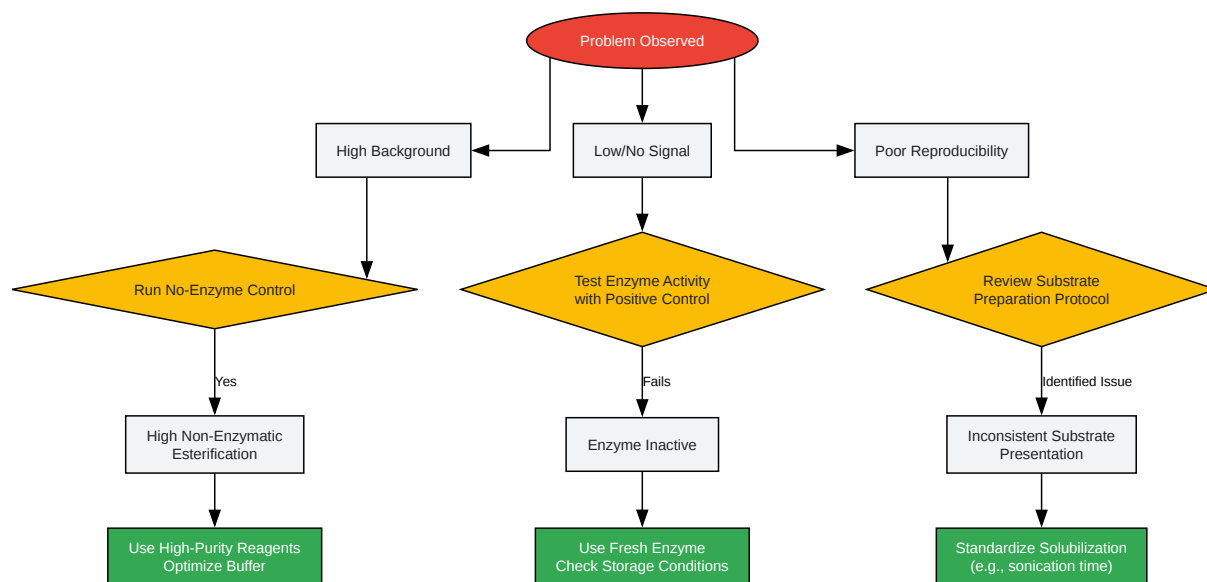 Problem Observed
High Background
Low/No Signal
Poor Reproducibility
Run No-Enzyme Control
Test Enzyme Activity
with Positive Control
Review Substrate
Preparation Protocol
Yes
Fails
Identified Issue
High Non-Enzymatic
Esterification
Enzyme Inactive
Inconsistent Substrate
Presentation
Use High-Purity Reagents
Optimize Buffer
Use Fresh Enzyme
Check Storage Conditions
Standardize Solubilization
(e.g., sonication time)